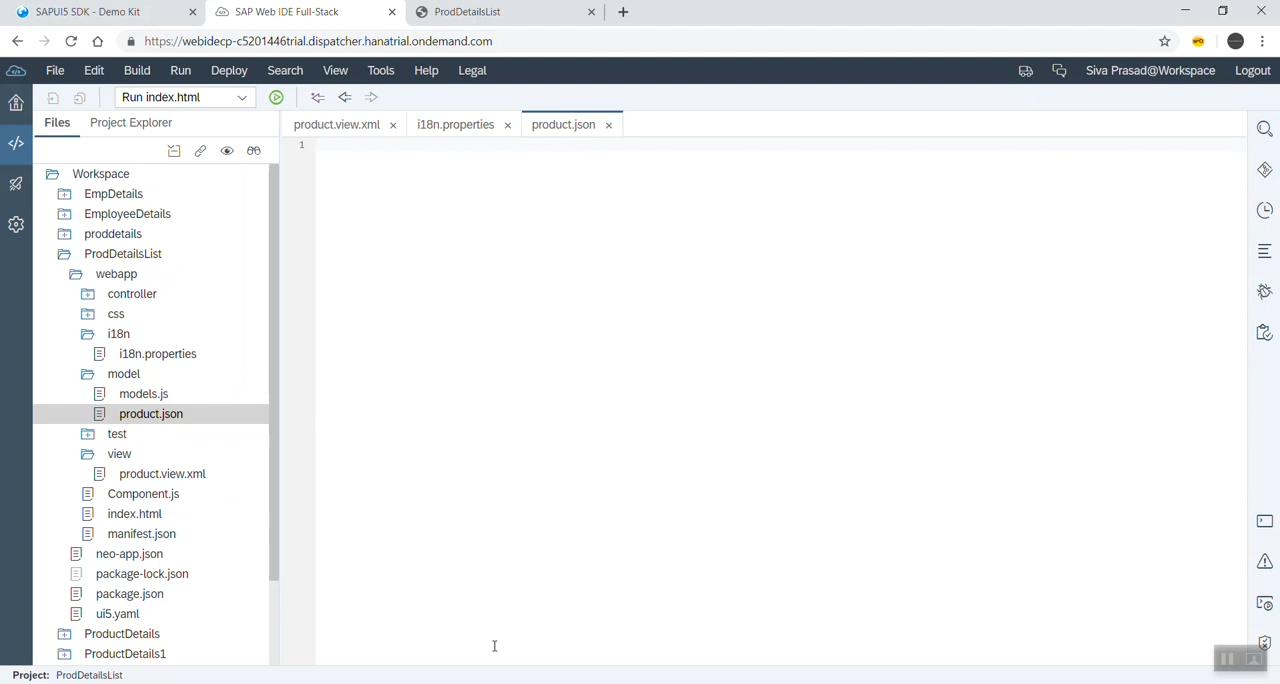 SAPUI5 SDK - Demo Kit
SAP Web IDE Full-Stack
ProdDetailsList
https://webidecp-c5201446trial.dispatcher.hanatrial.ondemand.com
File Edit Build Run Deploy Search View Tools Help Legal
Siva Prasad@Workspace Logout
Run index.html
Files Project Explorer
product.view.xml
i18n.properties
product.json
1
Workspace
EmpDetails
EmployeeDetails
proddetails
ProdDetailsList
webapp
controller
css
i18n
i18n.properties
model
models.js
product.json
test
view
product.view.xml
Component.js
index.html
manifest.json
neo-app.json
package-lock.json
package.json
ui5.yaml
ProductDetails
ProductDetails1
Project: ProdDetailsList